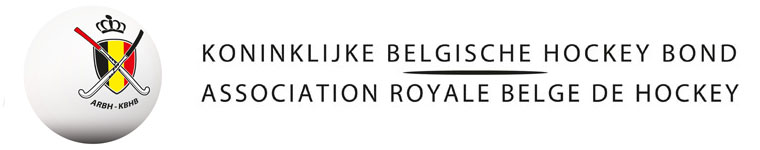 ARBH - KBHB
KONINKLIJKE BELGISCHE HOCKEY BOND
ASSOCIATION ROYALE BELGE DE HOCKEY